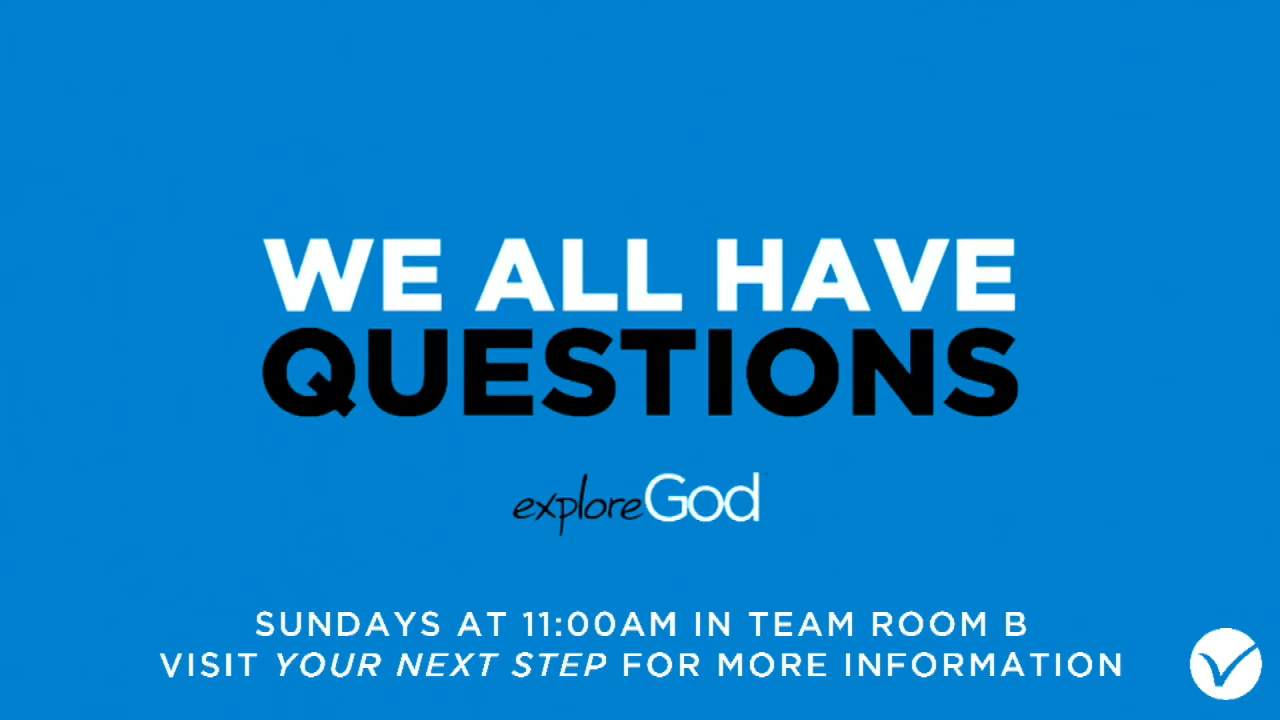 WE ALL HAVE
QUESTIONS
exploreGod
SUNDAYS AT 11:00AM IN TEAM ROOM B
VISIT YOUR NEXT STEP FOR MORE INFORMATION